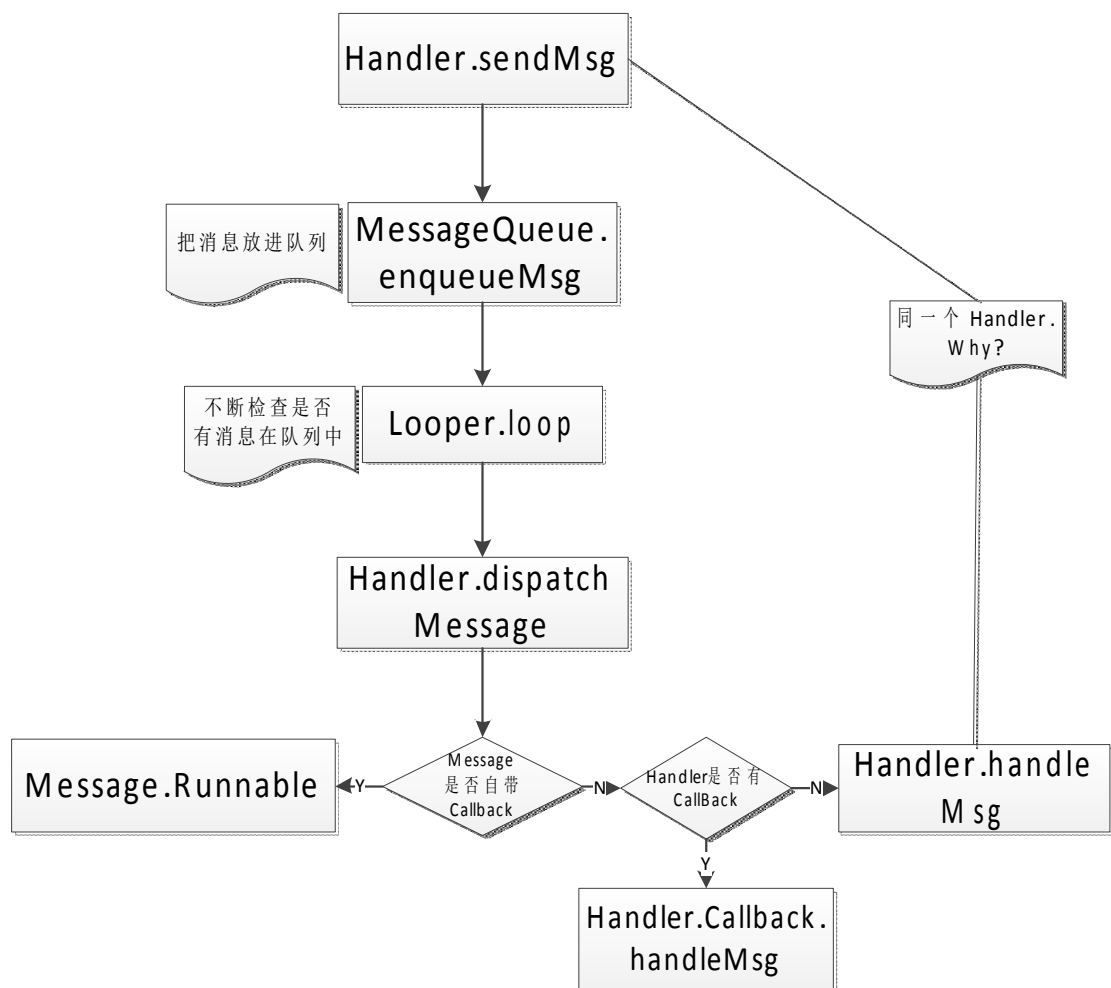 Handler.sendMsg
把消息放进队列
MessageQueue.
enqueueMsg
同一个 Handler.
Why?
不断检查是否
有消息在队列中
Looper.loop
Handler.dispatch
Message
Message.Runnable
Y
Message
是否自带
Callback
N
Handler是否有
CallBack
N
Handler.handle
Msg
Y
Handler.Callback.
handleMsg